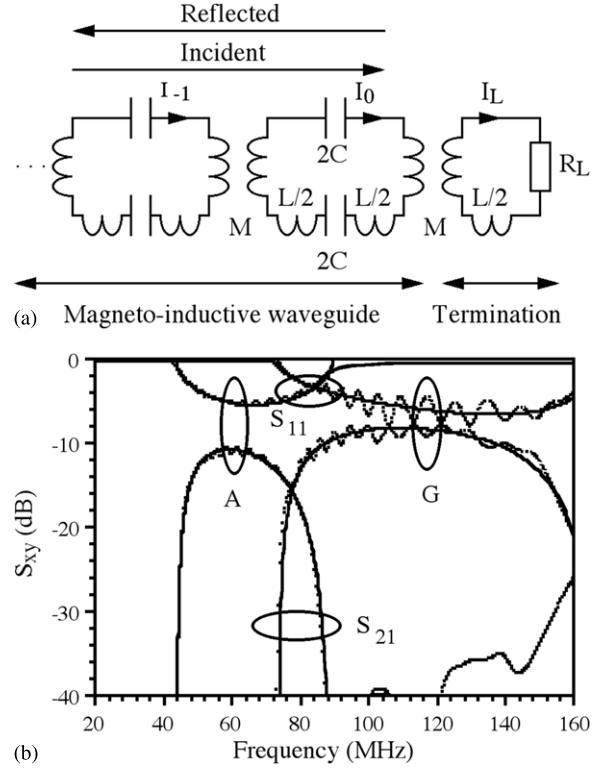 Reflected
Incident
I-1 I0 IL
2C
L/2 L/2 L/2 RL
. . . M M
2C
(a) Magneto-inductive waveguide Termination
0
-10
-20
-30
-40
Sxy (dB)
S11
A G
S21
20 40 60 80 100 120 140 160
(b) Frequency (MHz)